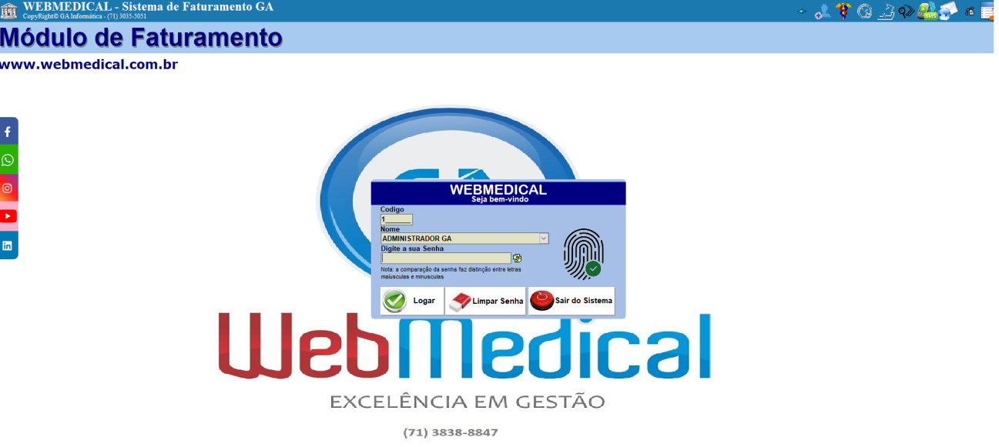 WEBMEDICAL - Sistema de Faturamento GA
CopyRight© GA Informática - (71) 3035-5051
Módulo de Faturamento
www.webmedical.com.br
WEBMEDICAL
Seja bem-vindo
Codigo
1______
Nome
ADMINISTRADOR GA
Digite a sua Senha
Nota: a comparação da senha faz distinção entre letras
maíusculas e minusculas
Logar
Limpar Senha
Sair do Sistema
WebMedical
EXCELÊNCIA EM GESTÃO
(71) 3838-8847